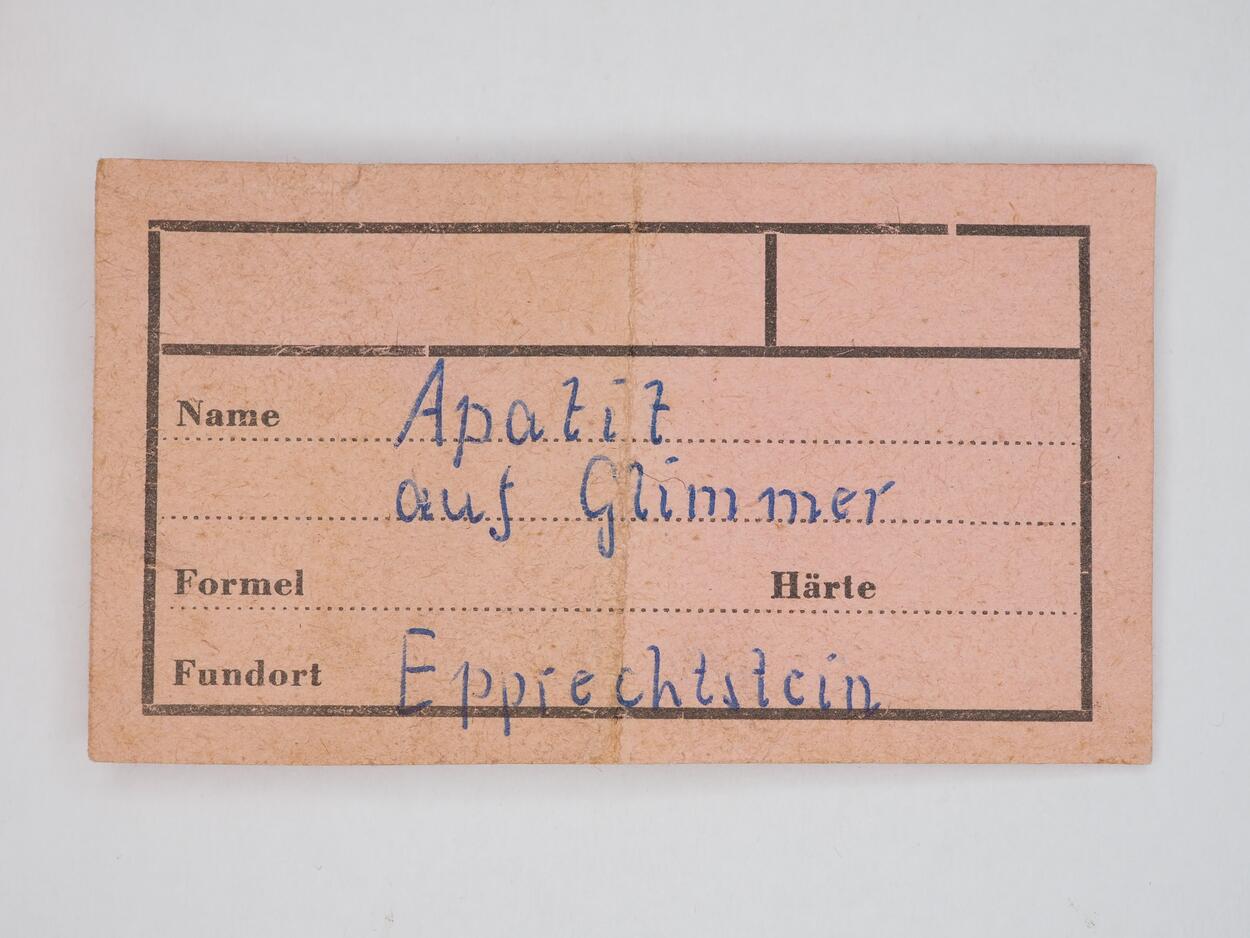 Name Apatit
auf Glimmer
Formel Härte
Fundort Epprechtstein